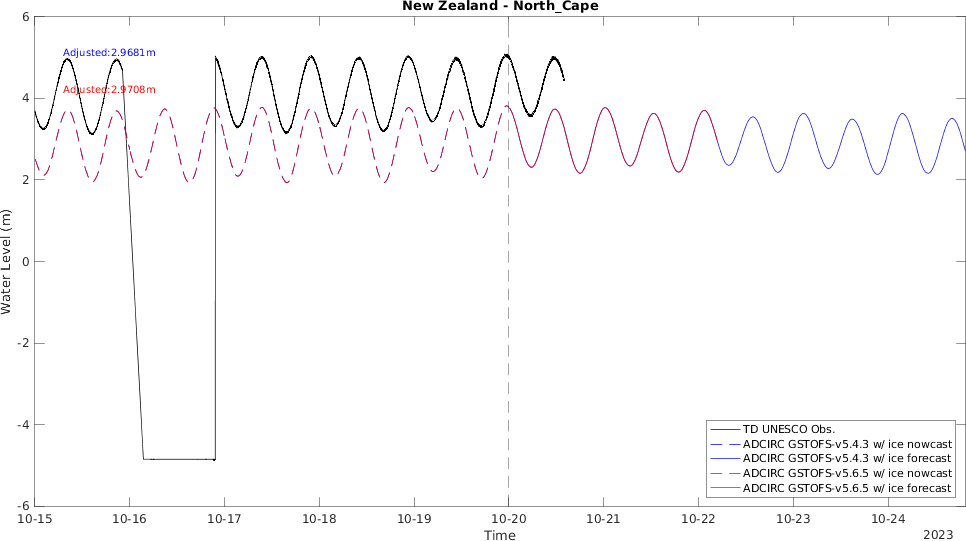 New Zealand - North_Cape
Adjusted:2.9681m
Adjusted:2.9708m
6
4
2
0
-2
-4
-6
Water Level (m)
TD UNESCO Obs.
ADCIRC GSTOFS-v5.4.3 w/ ice nowcast
ADCIRC GSTOFS-v5.4.3 w/ ice forecast
ADCIRC GSTOFS-v5.6.5 w/ ice nowcast
ADCIRC GSTOFS-v5.6.5 w/ ice forecast
10-15 10-16 10-17 10-18 10-19 10-20 10-21 10-22 10-23 10-24
Time
2023